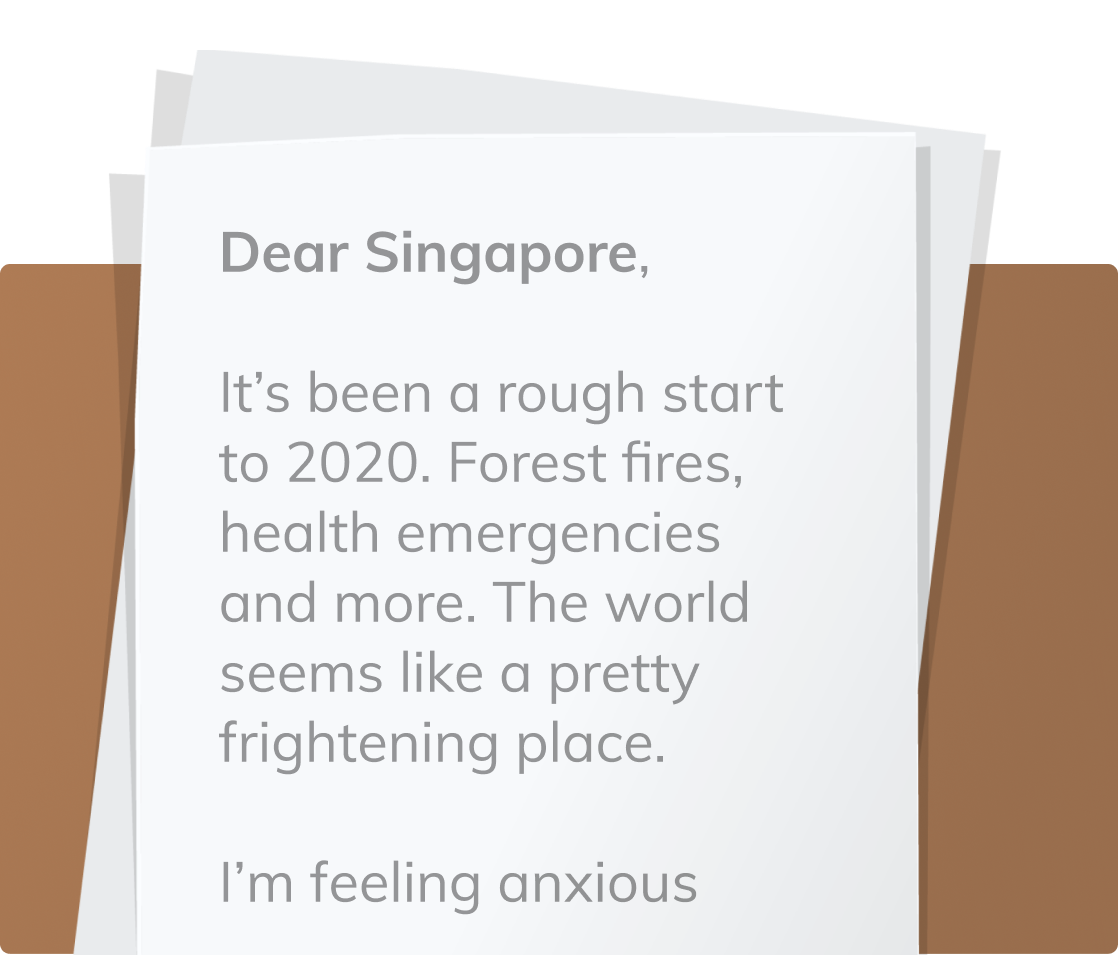 Dear Singapore,
It’s been a rough start
to 2020. Forest fires,
health emergencies
and more. The world
seems like a pretty
frightening place.
I’m feeling anxious